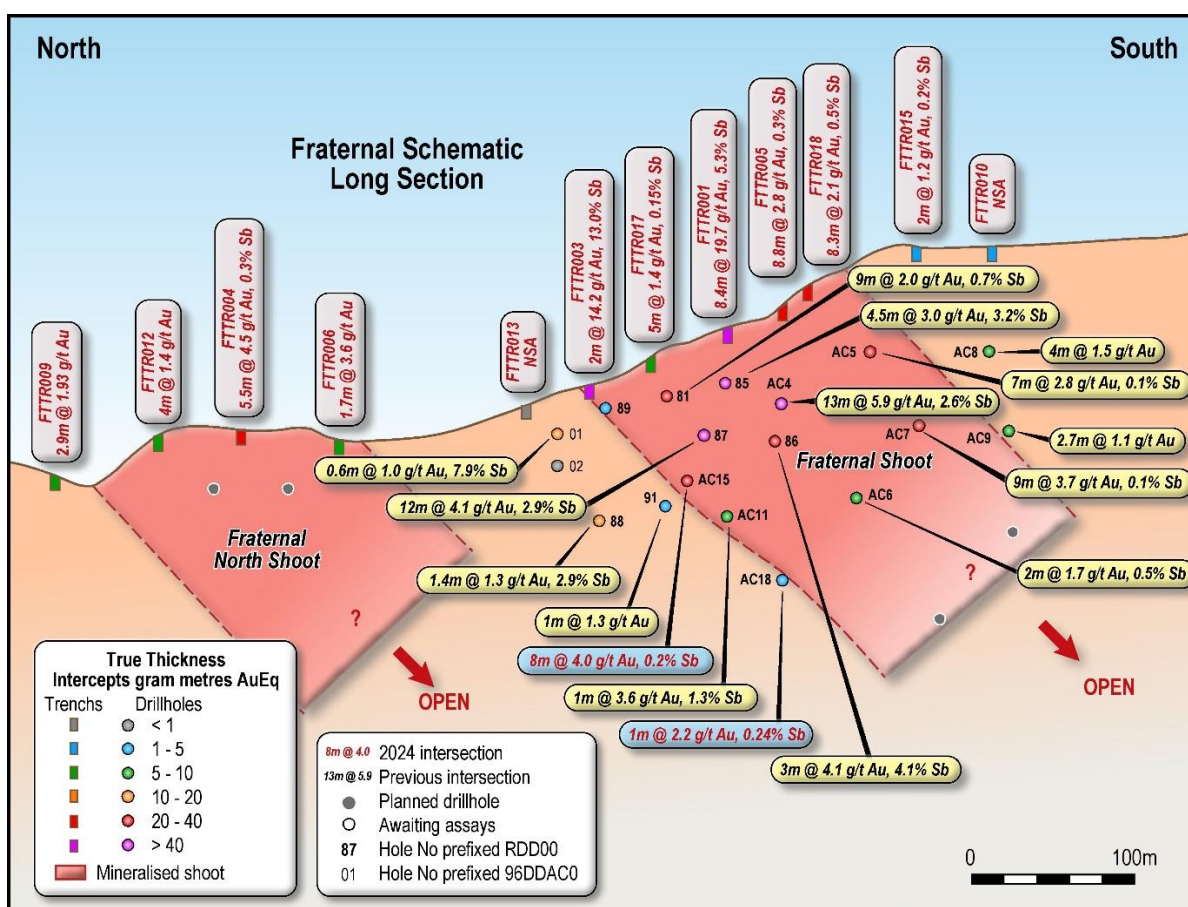 North
South
Fraternal Schematic
Long Section
FTTR009
2.9m @ 1.93 g/t Au
FTTR012
4m @ 1.4 g/t Au
FTTR004
5.5m @ 4.5 g/t Au, 0.3% Sb
FTTR006
1.7m @ 3.6 g/t Au
FTTR013
NSA
FTTR003
2m @ 14.2 g/t Au, 13.0% Sb
FTTR017
5m @ 1.4 g/t Au, 0.15% Sb
FTTR001
8.4m @ 19.7 g/t Au, 5.3% Sb
FTTR005
8.8m @ 2.8 g/t Au, 0.3% Sb
FTTR018
8.3m @ 2.1 g/t Au, 0.5% Sb
FTTR015
2m @ 1.2 g/t Au, 0.2% Sb
FTTR010
NSA
9m @ 2.0 g/t Au, 0.7% Sb
4.5m @ 3.0 g/t Au, 3.2% Sb
AC5
AC8
4m @ 1.5 g/t Au
7m @ 2.8 g/t Au, 0.1% Sb
85
AC4
81
89
13m @ 5.9 g/t Au, 2.6% Sb
01
87
86
AC7
AC9
2.7m @ 1.1 g/t Au
02
0.6m @ 1.0 g/t Au, 7.9% Sb
Fraternal Shoot
AC15
9m @ 3.7 g/t Au, 0.1% Sb
12m @ 4.1 g/t Au, 2.9% Sb
91
AC6
AC11
88
Fraternal
North Shoot
1.4m @ 1.3 g/t Au, 2.9% Sb
AC18
?
2m @ 1.7 g/t Au, 0.5% Sb
1m @ 1.3 g/t Au
?
8m @ 4.0 g/t Au, 0.2% Sb
OPEN
OPEN
1m @ 3.6 g/t Au, 1.3% Sb
1m @ 2.2 g/t Au, 0.24% Sb
3m @ 4.1 g/t Au, 4.1% Sb
True Thickness
Intercepts gram metres AuEq
Trenchs Drillholes
< 1
1 - 5
5 - 10
10 - 20
20 - 40
> 40
Mineralised shoot
8m @ 4.0 2024 intersection
13m @ 5.9 Previous intersection
Planned drillhole
Awaiting assays
87 Hole No prefixed RDD00
01 Hole No prefixed 96DDAC0
0 100m